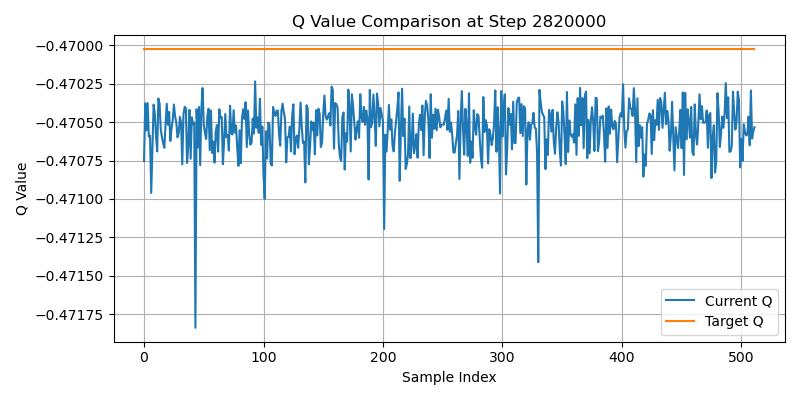 Q Value Comparison at Step 2820000
−0.47000
−0.47025
−0.47050
−0.47075
−0.47100
−0.47125
−0.47150
−0.47175
Q Value
0 100 200 300 400 500
Sample Index
Current Q
Target Q